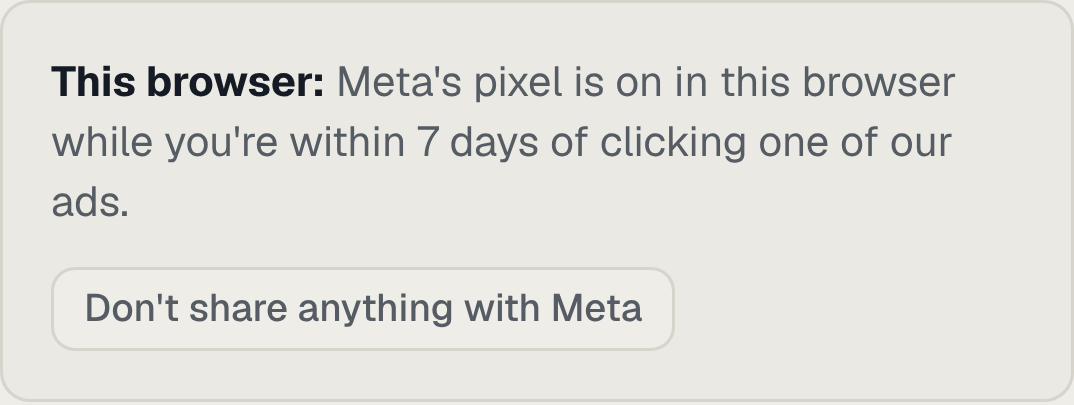 This browser: Meta's pixel is on in this browser
while you're within 7 days of clicking one of our
ads.
Don't share anything with Meta